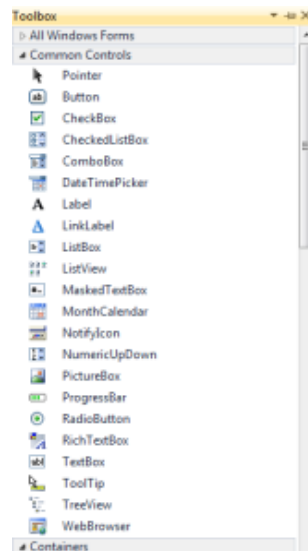 Toolbox
All Windows Forms
Common Controls
Pointer
Button
CheckBox
CheckedListBox
ComboBox
DateTimePicker
Label
LinkLabel
ListBox
ListView
MaskedTextBox
MonthCalendar
NotifyIcon
NumericUpDown
PictureBox
ProgressBar
RadioButton
RichTextBox
TextBox
ToolTip
TreeView
WebBrowser
Containers